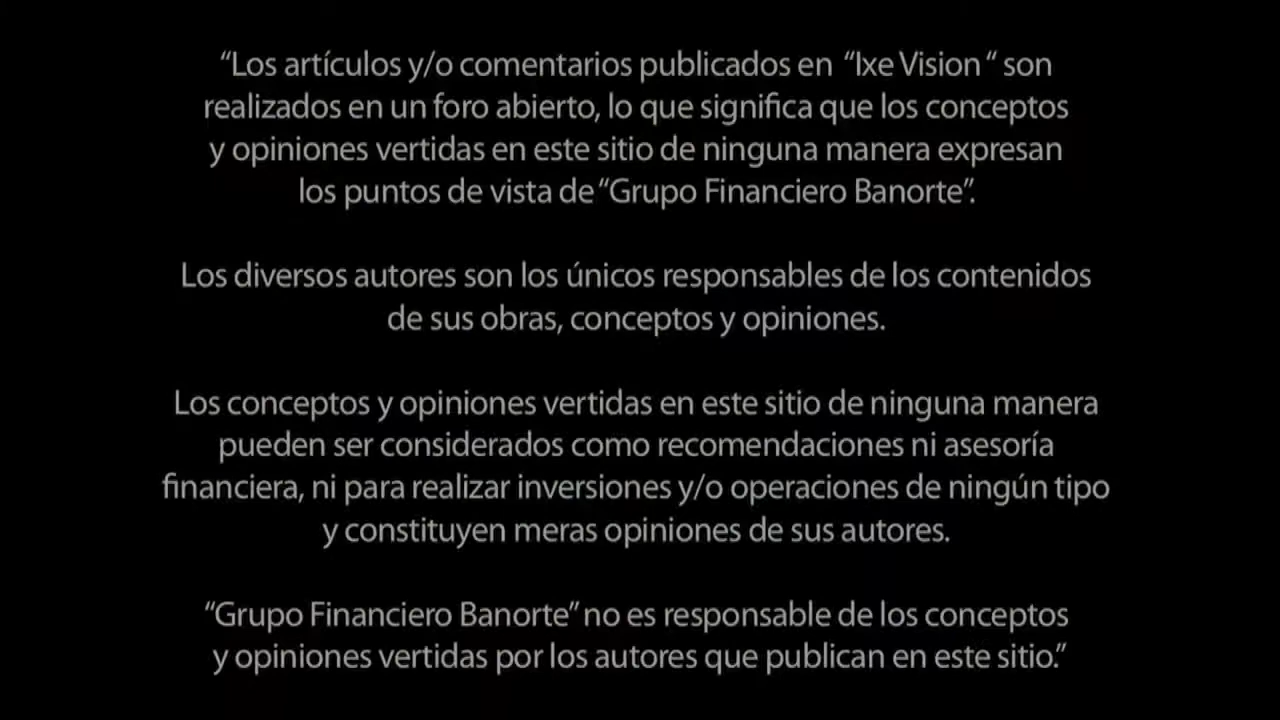 “Los artículos y/o comentarios publicados en “Ixe Vision“ son
realizados en un foro abierto, lo que significa que los conceptos
y opiniones vertidas en este sitio de ninguna manera expresan
los puntos de vista de “Grupo Financiero Banorte”.
Los diversos autores son los únicos responsables de los contenidos
de sus obras, conceptos y opiniones.
Los conceptos y opiniones vertidas en este sitio de ninguna manera
pueden ser considerados como recomendaciones ni asesoría
financiera, ni para realizar inversiones y/o operaciones de ningún tipo
y constituyen meras opiniones de sus autores.
“Grupo Financiero Banorte” no es responsable de los conceptos
y opiniones vertidas por los autores que publican en este sitio.”